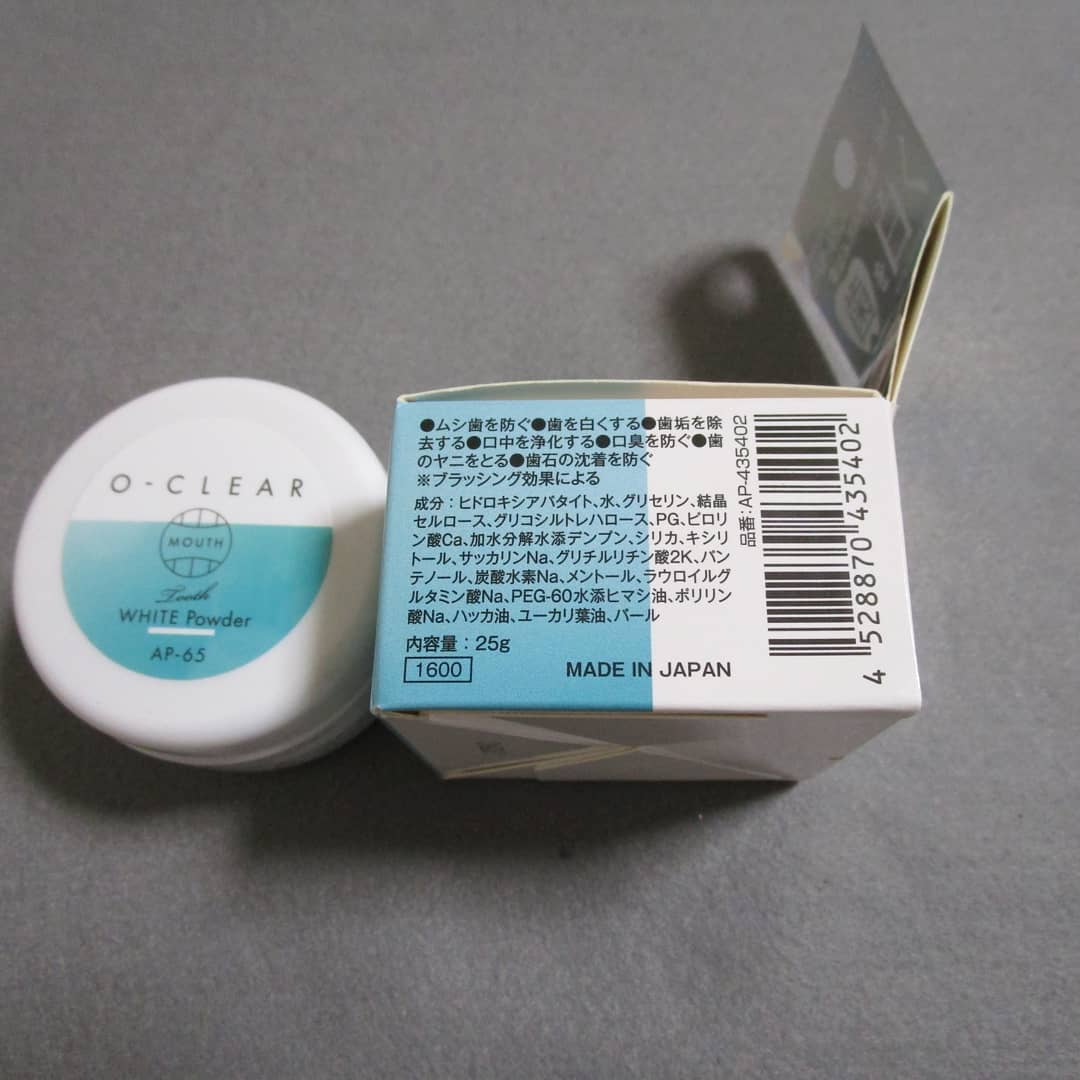 O-CLEAR
MOUTH
Tooth
WHITE Powder
AP-65
●ムシ歯を防ぐ●歯を白くする●歯垢を除
去する●口中を浄化する●口臭を防ぐ●歯
のヤニをとる●歯石の沈着を防ぐ
※ブラッシング効果による
成分：ヒドロキシアパタイト、水、グリセリン、結晶
セルロース、グリコシルトレハロース、PG、ピロリ
ン酸Ca、加水分解水添デンプン、シリカ、キシリ
トール、サッカリンNa、グリチルリチン酸2K、パン
テノール、炭酸水素Na、メントール、ラウロイルグ
ルタミン酸Na、PEG-60水添ヒマシ油、ポリリン
酸Na、ハッカ油、ユーカリ葉油、パール
内容量：25g
1600
MADE IN JAPAN
品番：AP-435402
4 528870 435402